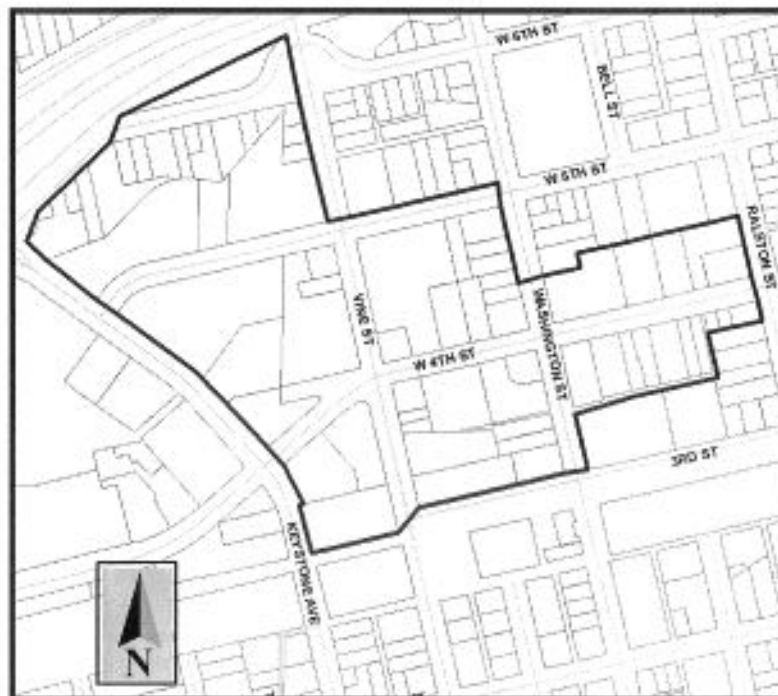 W 6TH ST
BELL ST
W 5TH ST
RALSTON ST
VINE ST
WASHINGTON ST
W 4TH ST
3RD ST
KEYSTONE AVE
N